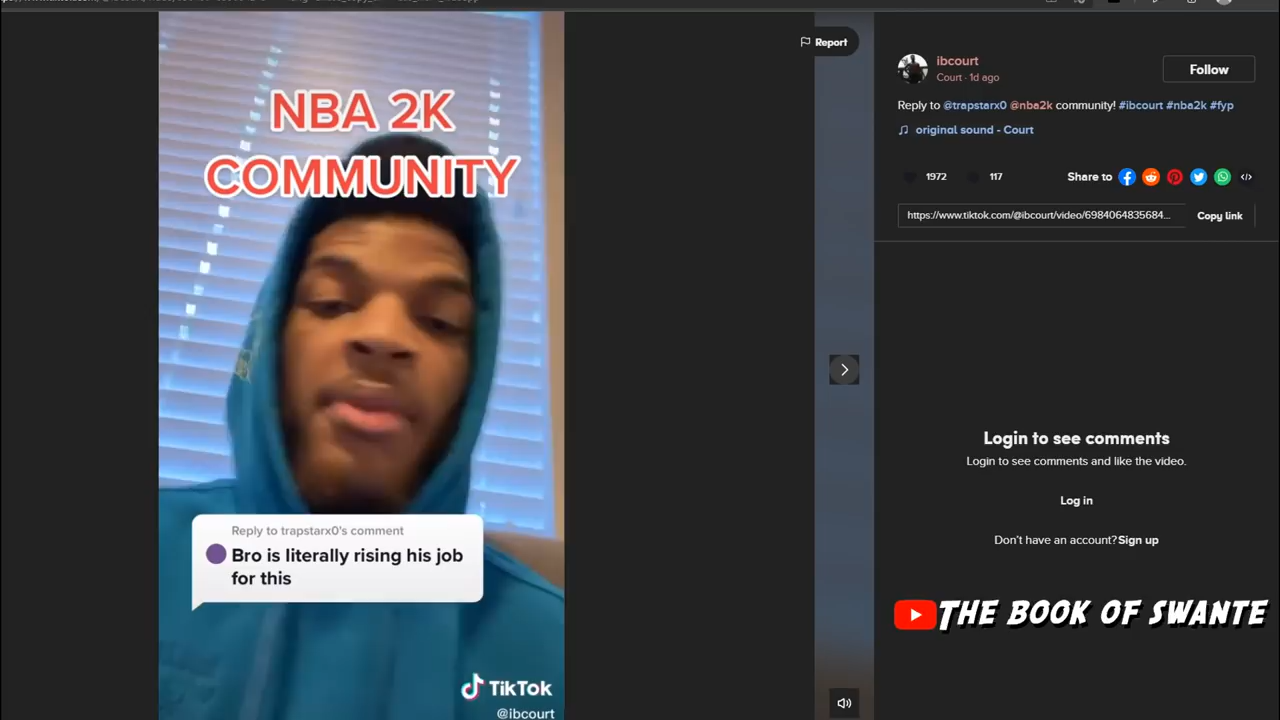 Report
NBA 2K
COMMUNITY
Reply to trapstarx0's comment
Bro is literally rising his job
for this
TikTok
@ibcourt
ibcourt
Court · 1d ago
Follow
Reply to @trapstarx0 @nba2k community! #ibcourt #nba2k #fyp
original sound - Court
1972
117
Share to
https://www.tiktok.com/@ibcourt/video/6984064835684...
Copy link
Login to see comments
Login to see comments and like the video.
Log in
Don't have an account? Sign up
THE BOOK OF SWANTE